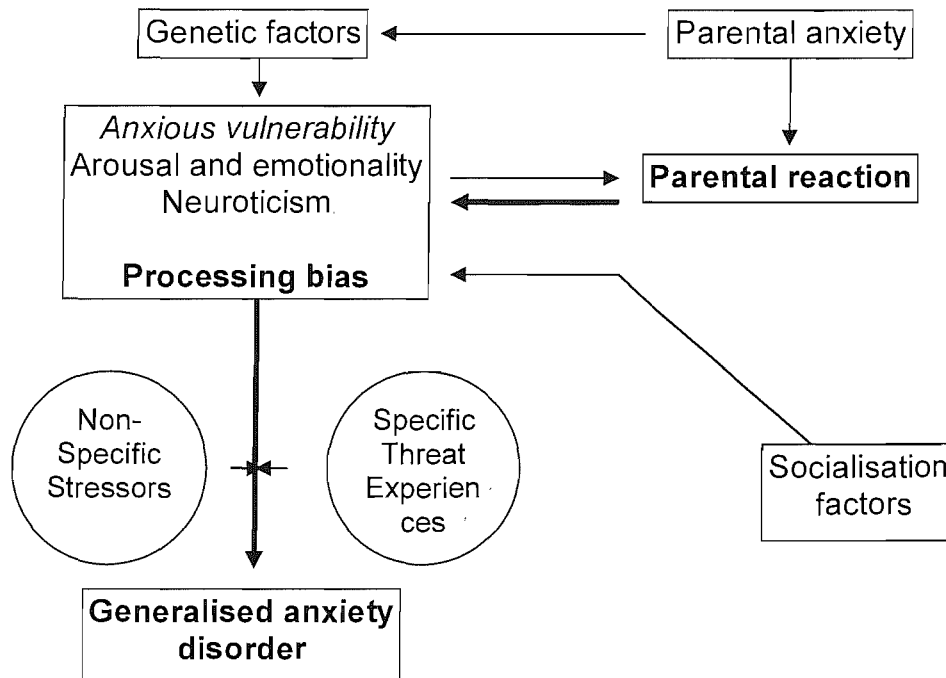 Genetic factors
Parental anxiety
Anxious vulnerability
Arousal and emotionality
Neuroticism
Processing bias
Parental reaction
Non-
Specific
Stressors
Specific
Threat
Experien
ces
Socialisation
factors
Generalised anxiety
disorder